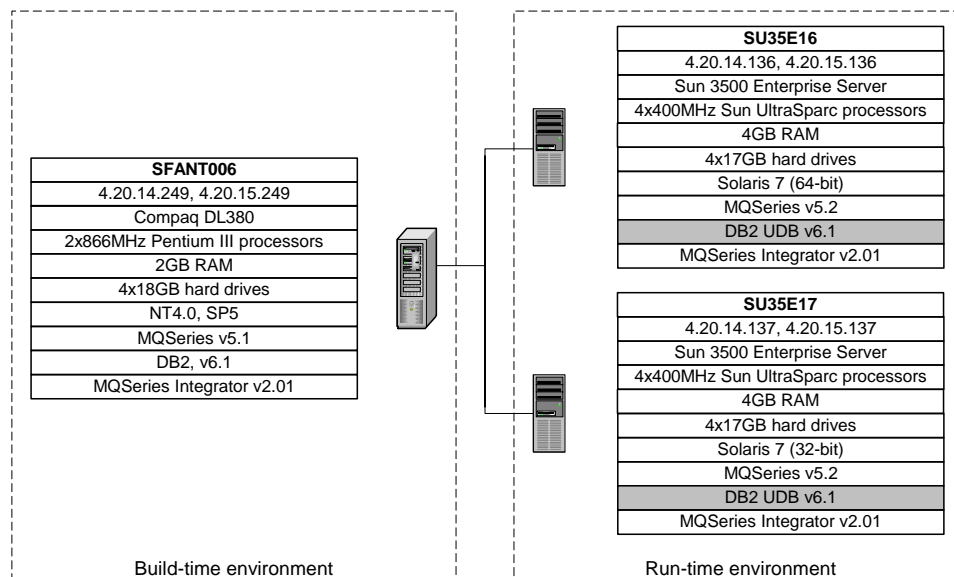 SFANT006
4.20.14.249, 4.20.15.249
Compaq DL380
2x866MHz Pentium III processors
2GB RAM
4x18GB hard drives
NT4.0, SP5
MQSeries v5.1
DB2, v6.1
MQSeries Integrator v2.01
Build-time environment
SU35E16
4.20.14.136, 4.20.15.136
Sun 3500 Enterprise Server
4x400MHz Sun UltraSparc processors
4GB RAM
4x17GB hard drives
Solaris 7 (64-bit)
MQSeries v5.2
DB2 UDB v6.1
MQSeries Integrator v2.01
SU35E17
4.20.14.137, 4.20.15.137
Sun 3500 Enterprise Server
4x400MHz Sun UltraSparc processors
4GB RAM
4x17GB hard drives
Solaris 7 (32-bit)
MQSeries v5.2
DB2 UDB v6.1
MQSeries Integrator v2.01
Run-time environment